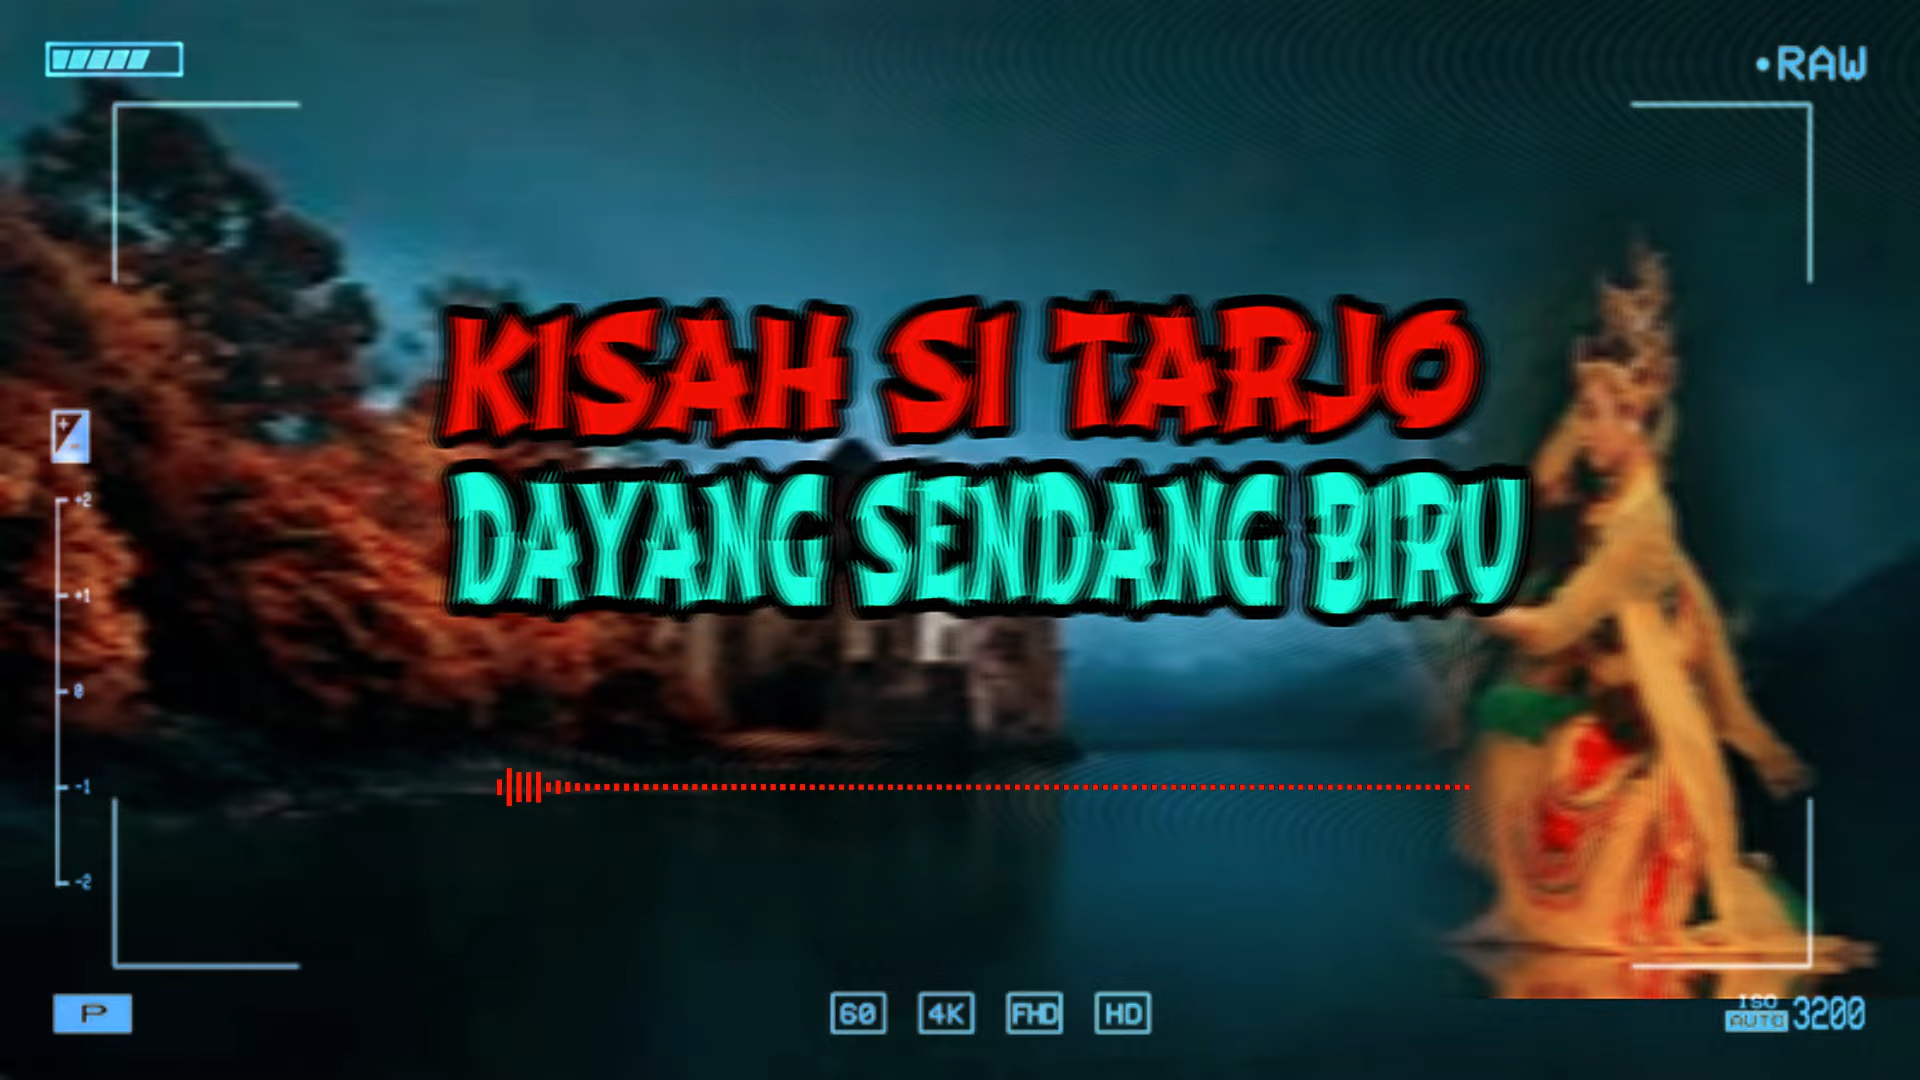 •RAW
KISAH SI TARJO
DAYANG SENDANG BIRU
+2
+1
0
-1
-2
P
60 4K FHD HD
ISO
AUTO 3200